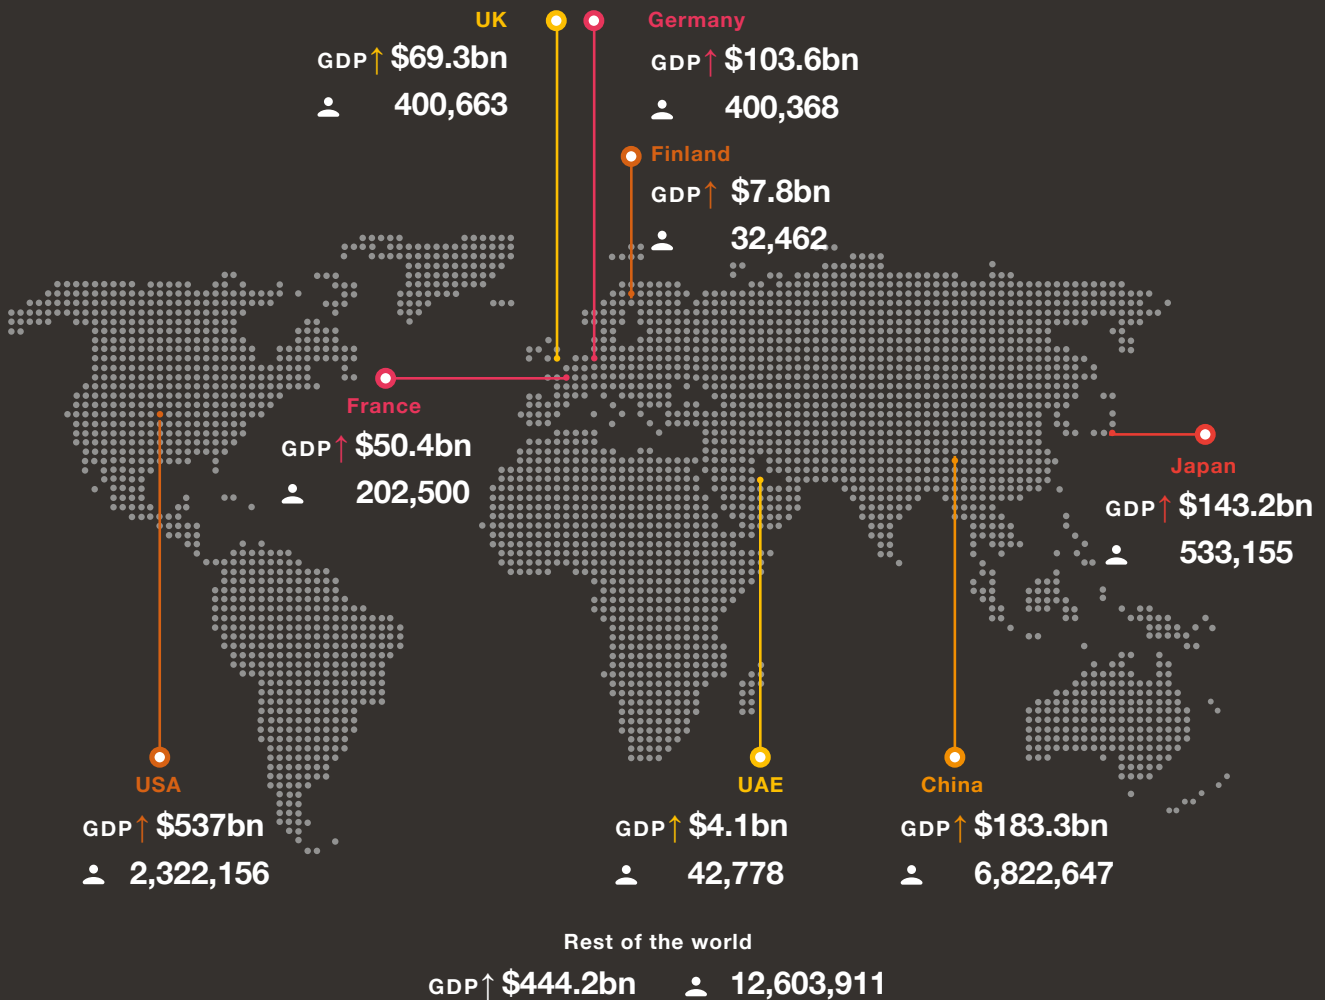 UK
GDP↑ $69.3bn
400,663
Germany
GDP↑ $103.6bn
400,368
Finland
GDP↑ $7.8bn
32,462
France
GDP↑ $50.4bn
202,500
Japan
GDP↑ $143.2bn
533,155
USA
GDP↑ $537bn
2,322,156
UAE
GDP↑ $4.1bn
42,778
China
GDP↑ $183.3bn
6,822,647
Rest of the world
GDP↑ $444.2bn 12,603,911